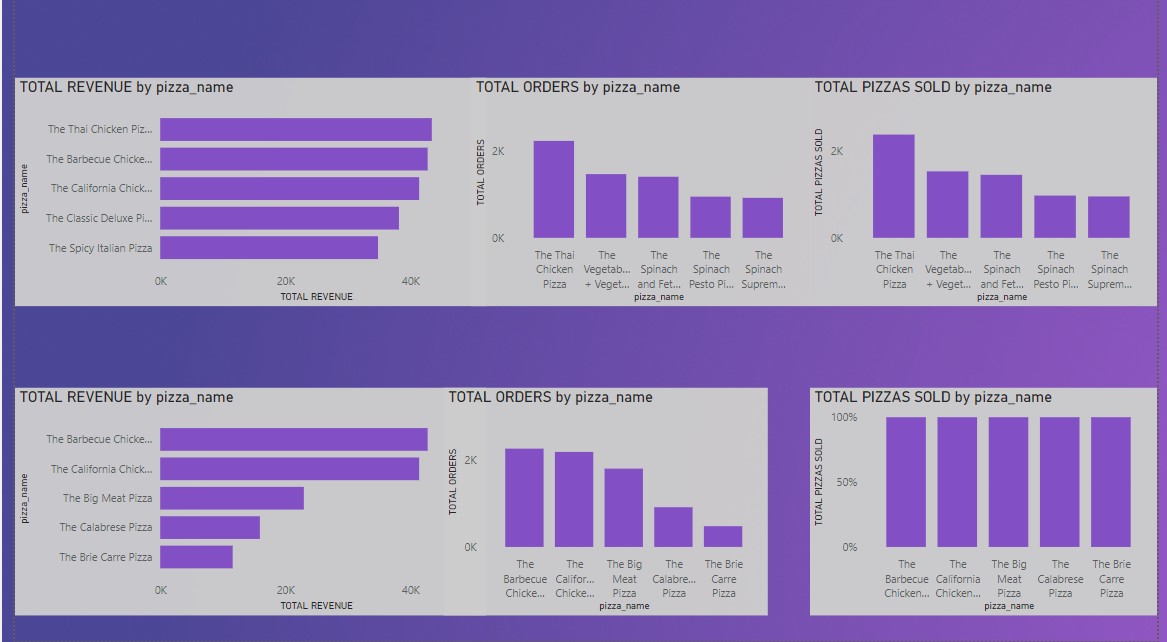 TOTAL REVENUE by pizza_name
pizza_name
The Thai Chicken Piz...
The Barbecue Chicke...
The California Chick...
The Classic Deluxe Pi...
The Spicy Italian Pizza
0K 20K 40K
TOTAL REVENUE
TOTAL ORDERS by pizza_name
TOTAL ORDERS
2K
0K
The Thai Chicken Pizza
The Vegetab... + Veget...
The Spinach and Fet...
The Spinach Pesto Pi...
The Spinach Suprem...
pizza_name
TOTAL PIZZAS SOLD by pizza_name
TOTAL PIZZAS SOLD
2K
0K
The Thai Chicken Pizza
The Vegetab... + Veget...
The Spinach and Fet...
The Spinach Pesto Pi...
The Spinach Suprem...
pizza_name
TOTAL REVENUE by pizza_name
pizza_name
The Barbecue Chicke...
The California Chick...
The Big Meat Pizza
The Calabrese Pizza
The Brie Carre Pizza
0K 20K 40K
TOTAL REVENUE
TOTAL ORDERS by pizza_name
TOTAL ORDERS
2K
0K
The Barbecue Chicke...
The Califor... Chicke...
The Big Meat Pizza
The Calabre... Pizza
The Brie Carre Pizza
pizza_name
TOTAL PIZZAS SOLD by pizza_name
TOTAL PIZZAS SOLD
100%
50%
0%
The Barbecue Chicken...
The California Chicken...
The Big Meat Pizza
The Calabrese Pizza
The Brie Carre Pizza
pizza_name